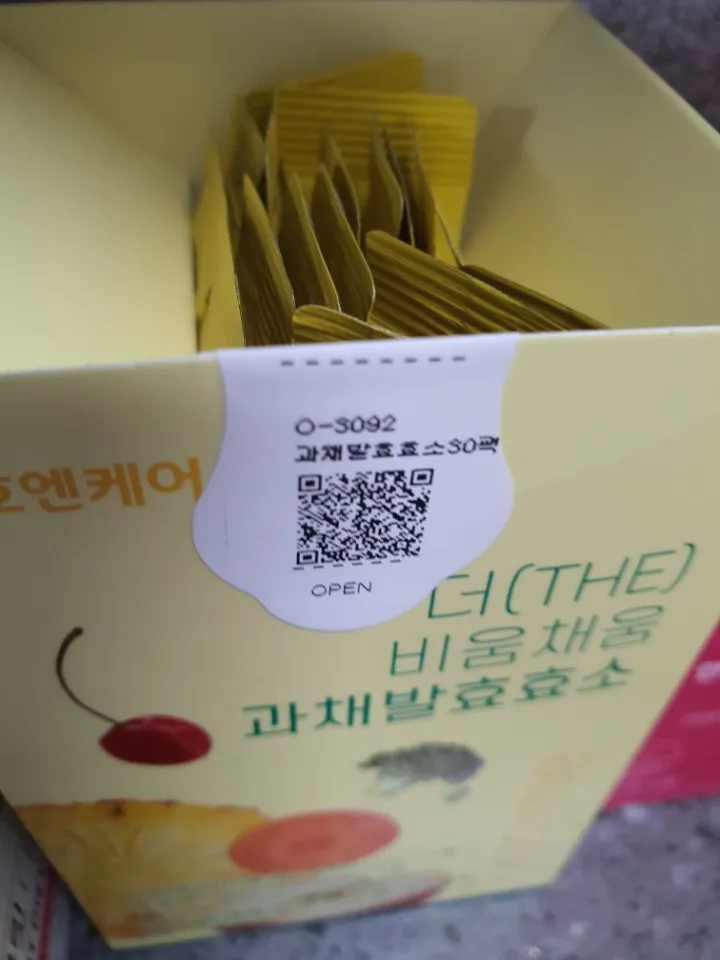 O-3092
과채발효효소30팩
엔케어
OPEN
더(THE)
비움채움
과채발효효소